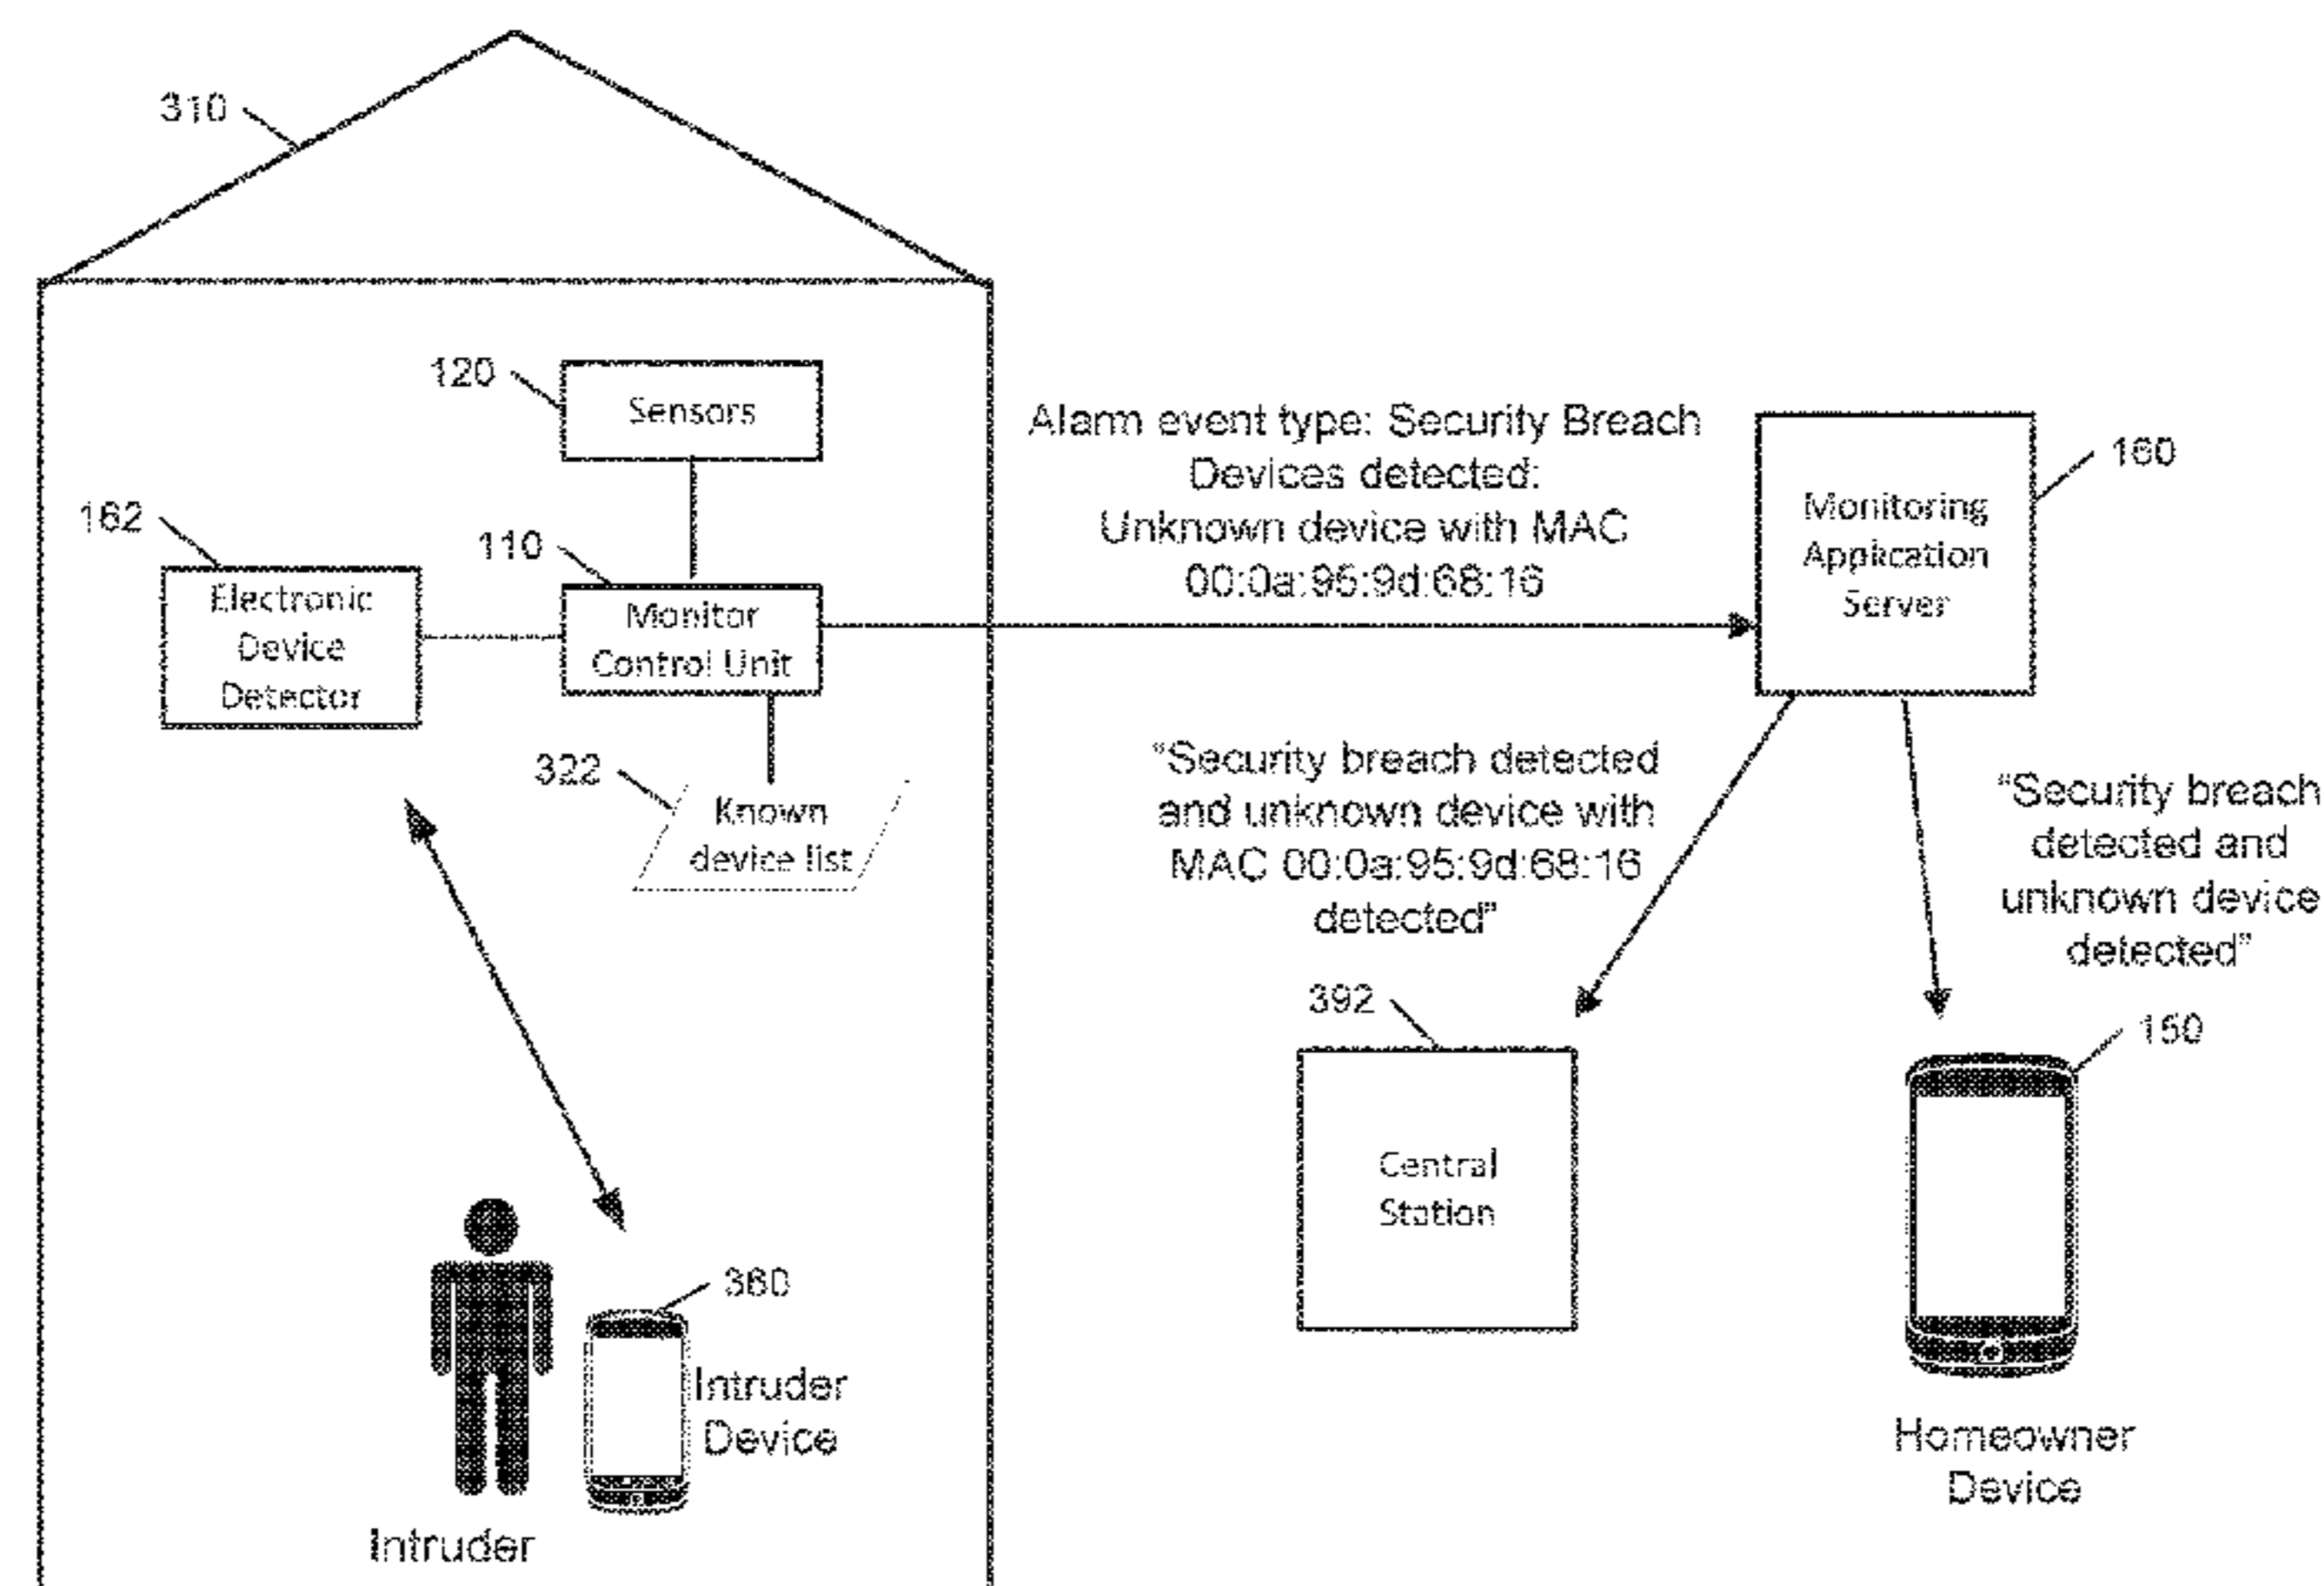 310
120
Sensors
162
Electronic
Device
Detector
110
Monitor
Control Unit
322
Known
device list
Alarm event type: Security Breach
Devices detected:
Unknown device with MAC
00:0a:95:9d:68:16
160
Monitoring
Application
Server
"Security breach detected
and unknown device with
MAC 00:0a:95:9d:68:16
detected"
"Security breach
detected and
unknown device
detected"
392
Central
Station
150
Homeowner
Device
360
Intruder
Device
Intruder